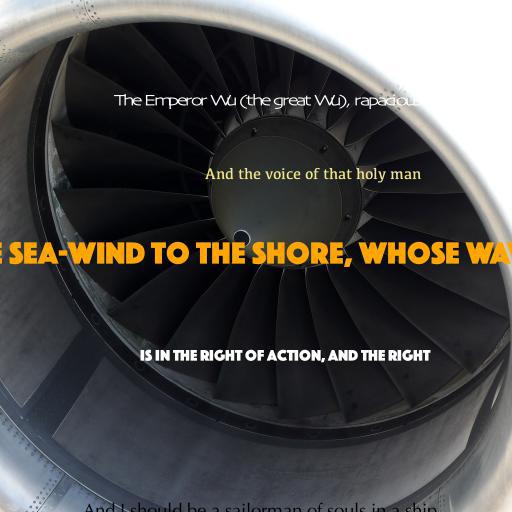 The Emperor Wu (the great Wu), rapacious
And the voice of that holy man
SEA-WIND TO THE SHORE, WHOSE
IS IN THE RIGHT OF ACTION, AND THE RIGHT
And I should be a sailorman of souls in a ship